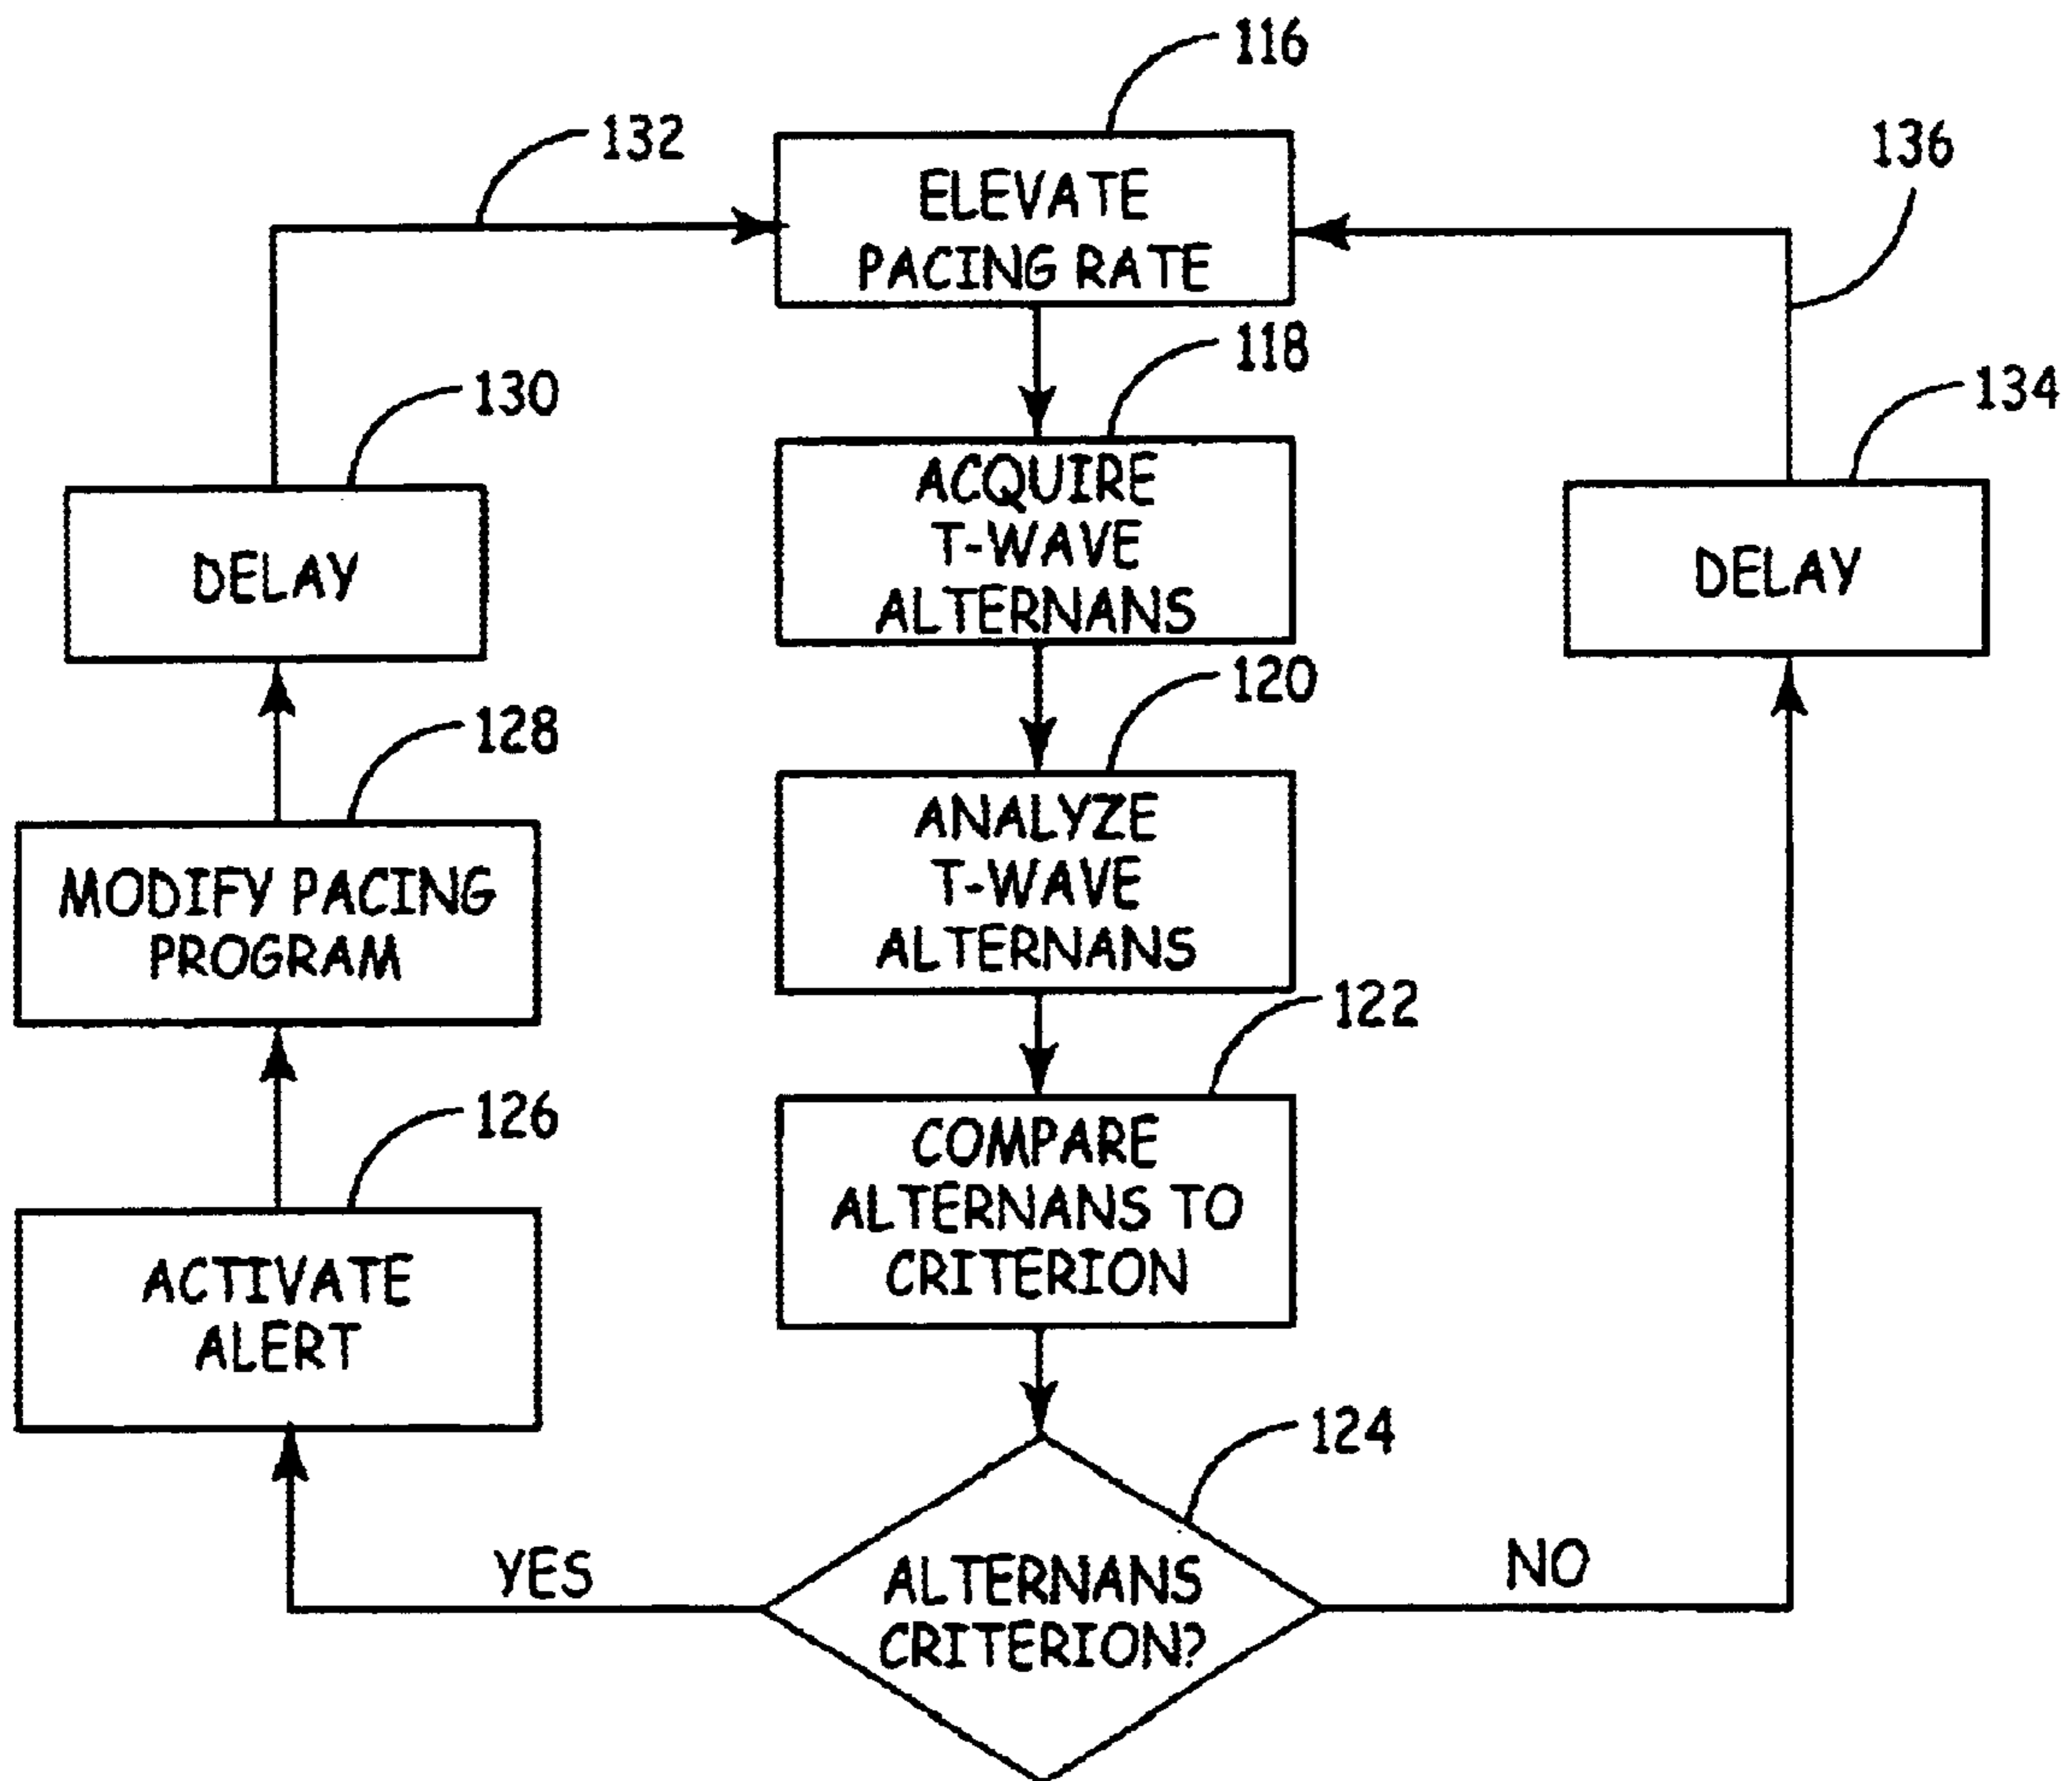 116
132
136
ELEVATE
PACING RATE
118
130
134
ACQUIRE
T-WAVE
ALTERNANS
DELAY
DELAY
120
128
ANALYZE
T-WAVE
ALTERNANS
MODIFY PACING
PROGRAM
122
126
COMPARE
ALTERNANS TO
CRITERION
ACTIVATE
ALERT
124
YES
NO
ALTERNANS
CRITERION?